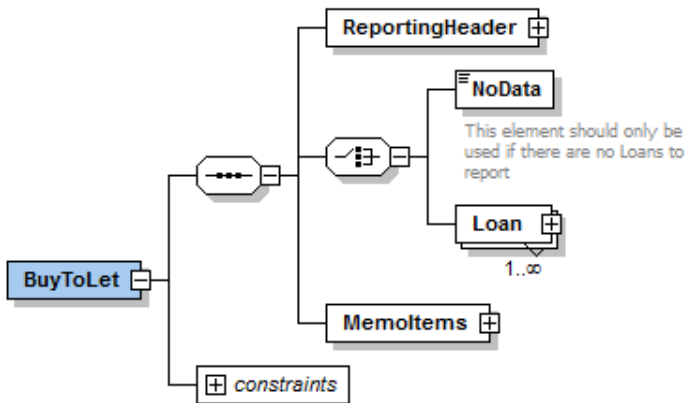 ReportingHeader
NoData
This element should only be
used if there are no Loans to
report
Loan
1..∞
BuyToLet
MemoItems
constraints